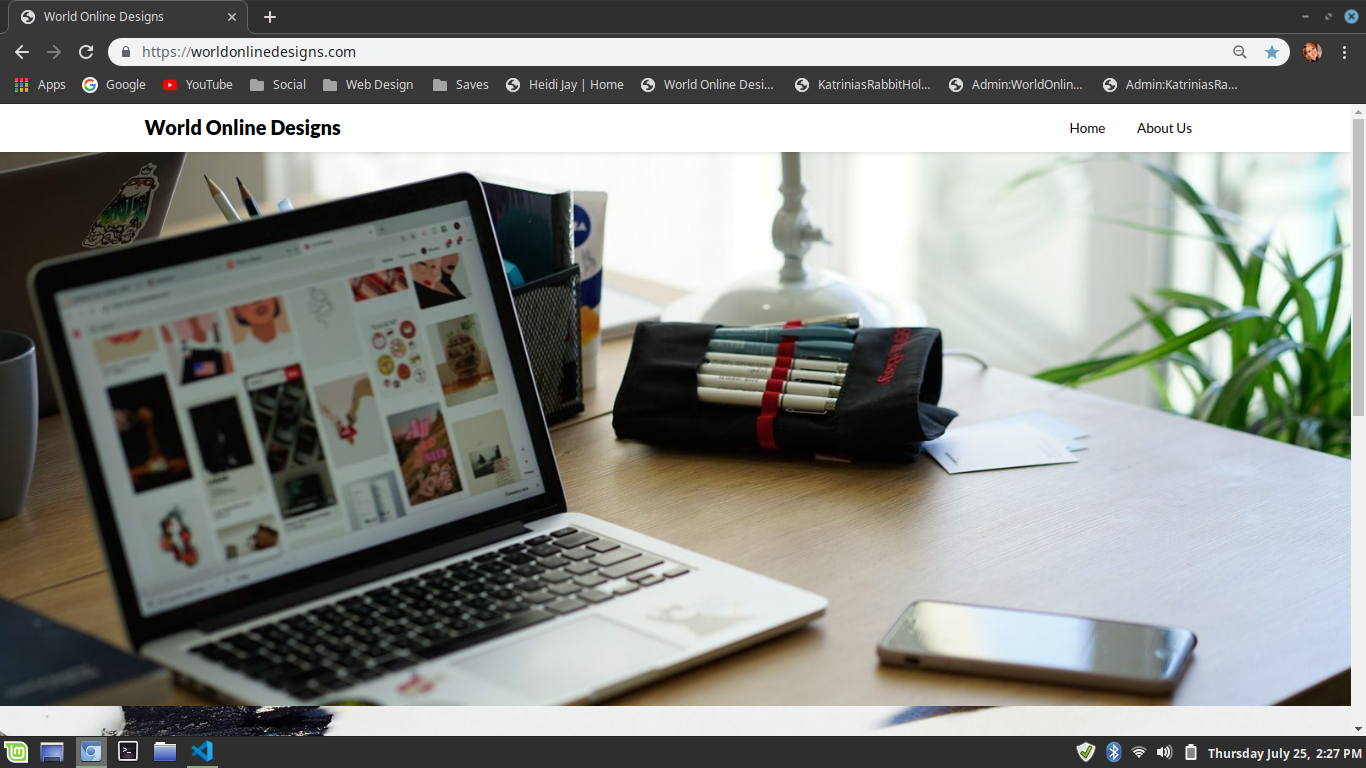 World Online Designs
https://worldonlinedesigns.com
Apps Google YouTube Social Web Design Saves Heidi Jay | Home World Online Desi... KatriniasRabbitHol... Admin:WorldOnlin... Admin:KatriniasRa...
World Online Designs Home About Us
Thursday July 25, 2:27 PM